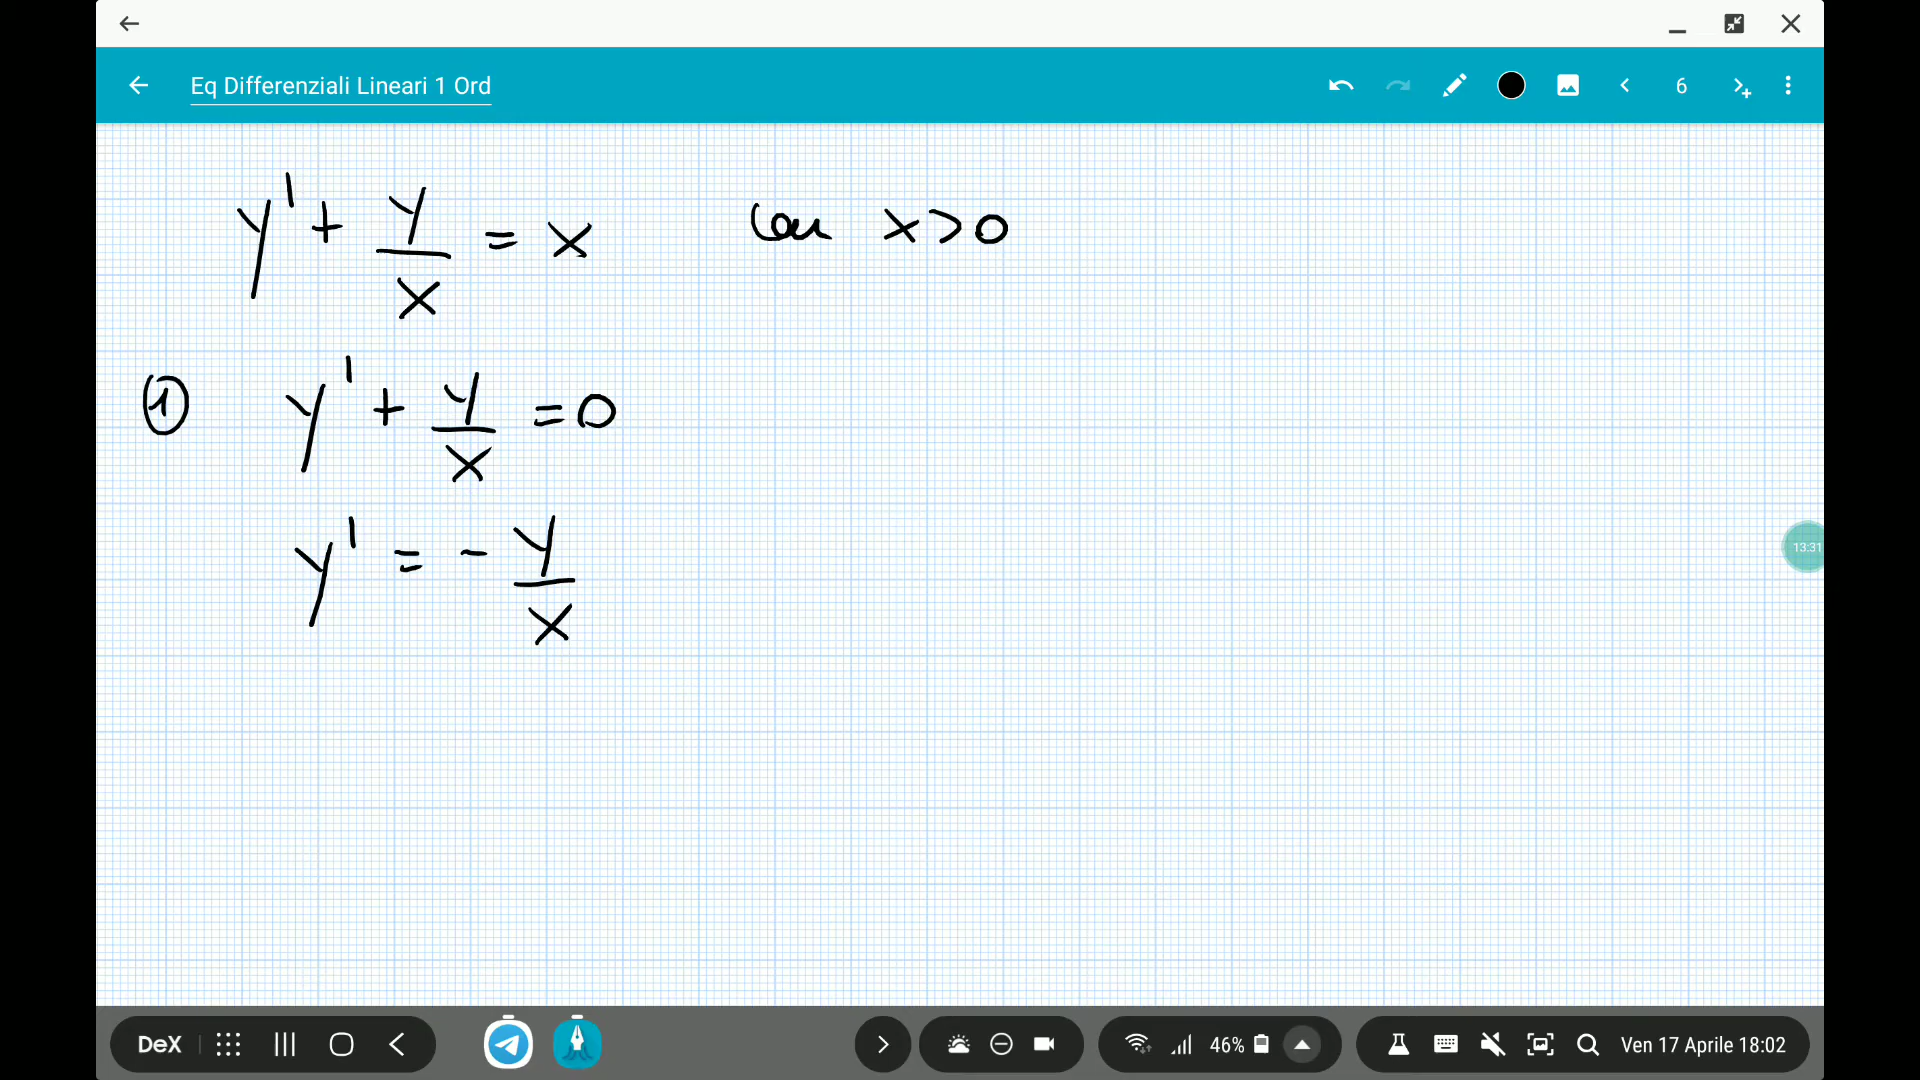 Eq Differenziali Lineari 1 Ord
6
y' + y/x = x con x>0
① y' + y/x = 0
y' = - y/x
13:31
DeX
46%
Ven 17 Aprile 18:02